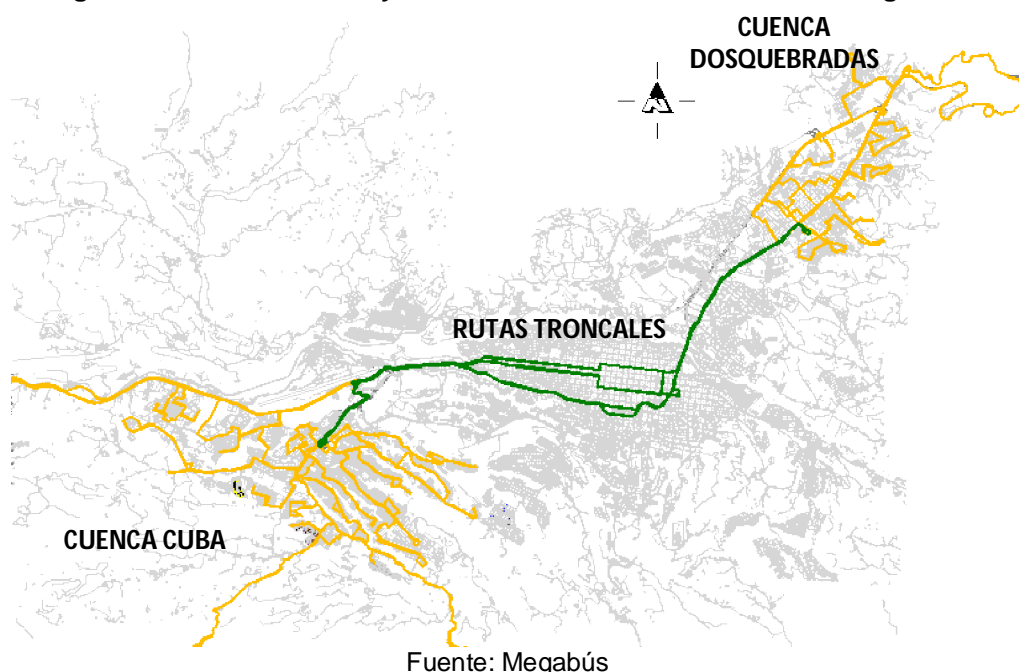 CUENCA
DOSQUEBRADAS
RUTAS TRONCALES
CUENCA CUBA
Fuente: Megabús